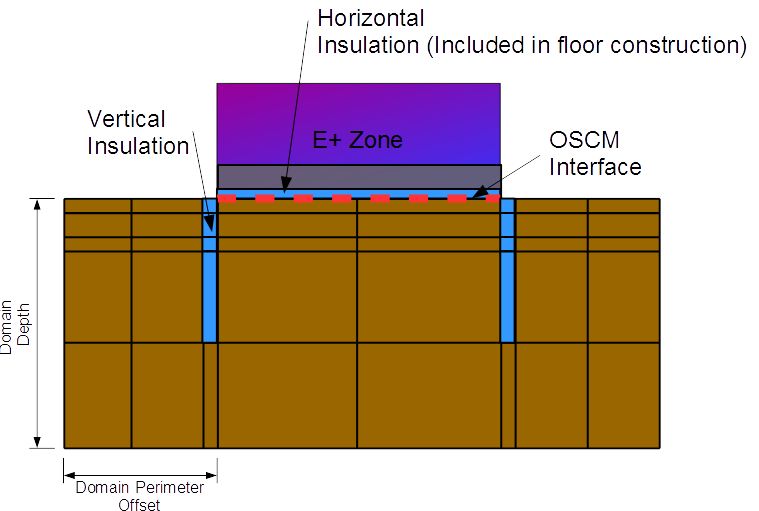 Horizontal
Insulation (Included in floor construction)
Vertical
Insulation
E+ Zone
OSCM
Interface
Domain
Depth
Domain Perimeter
Offset